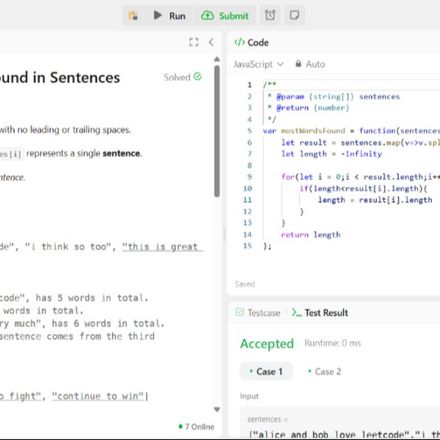 Run Submit
ound in Sentences
Solved
with no leading or trailing spaces.
es[i] represents a single sentence.
ntence.
de", "i think so too", "this is great
code", has 5 words in total.
words in total.
ry much", has 6 words in total.
sentence comes from the third
o fight", "continue to win"]
7 Online
</> Code
JavaScript Auto
1 /**
2 * @param {string[]} sentences
3 * @return {number}
4 */
5 var mostWordsFound = function(sentences
6 let result = sentences.map(v=>v.spl
7 let length = -Infinity
8
9 for(let i = 0;i < result.length;i++
10 if(length<result[i].length){
11 length = result[i].length
12 }
13 }
14 return length
15 };
Saved
Testcase >_ Test Result
Accepted Runtime: 0 ms
• Case 1 • Case 2
Input
sentences =
["alice and bob love leetcode","i th